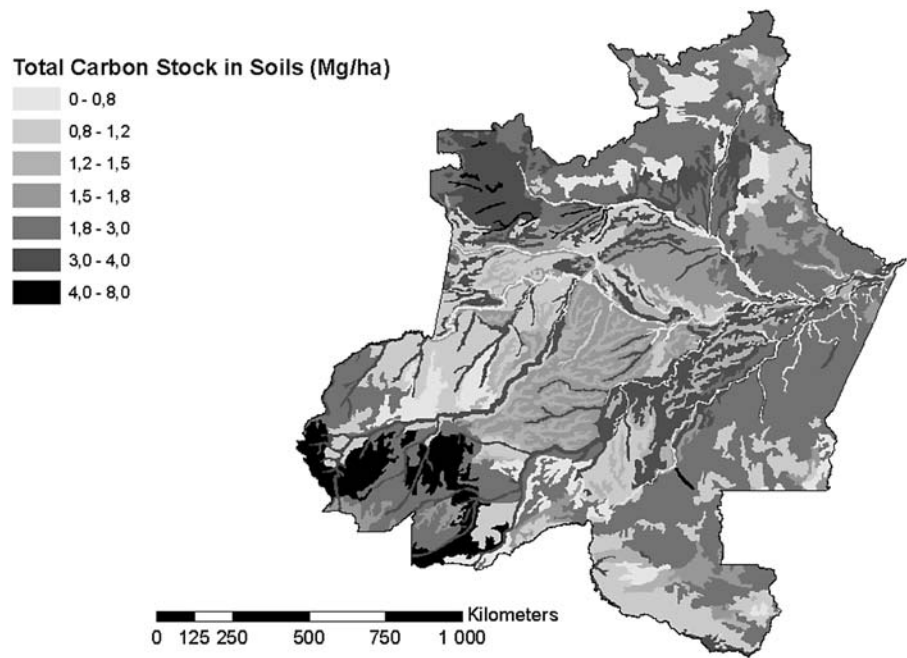 Total Carbon Stock in Soils (Mg/ha)
0 - 0,8
0,8 - 1,2
1,2 - 1,5
1,5 - 1,8
1,8 - 3,0
3,0 - 4,0
4,0 - 8,0
Kilometers
0 125 250 500 750 1 000